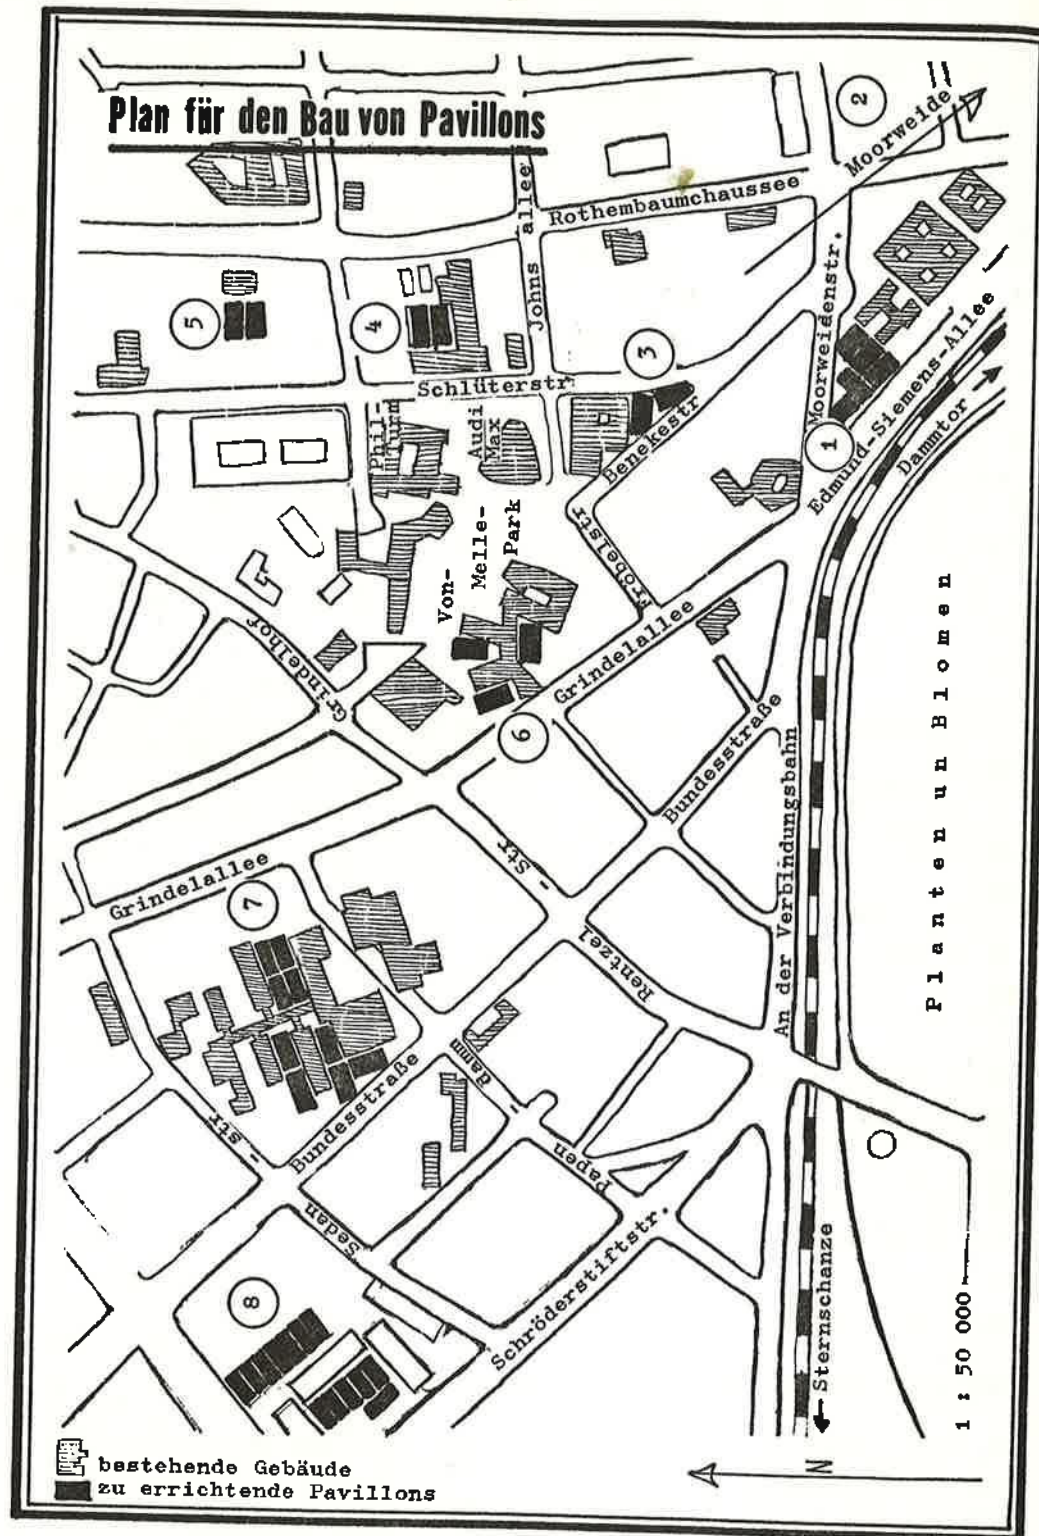 Plan für den Bau von Pavillons
2
Moorweide
Rothembaumchaussee
Johns
allee
Moorweidenstr.
5
4
3
Schlüterstr.
Phil-
Turm
Audi
Max
Benekestr
1
Edmund-Siemens-Allee
Dammtor
Von-
Melle-
Park
Fröbelstr
Grindelhof
Grindelallee
6
Bundesstraße
An der Verbindungsbahn
Planten un Blomen
Grindelallee
7
Rentzel
-
Str
Bundesstraße
Papen
-
damm
Sedan
-
str
8
Schröderstiftstr.
Sternschanze
1 : 50 000
N
bestehende Gebäude
zu errichtende Pavillons